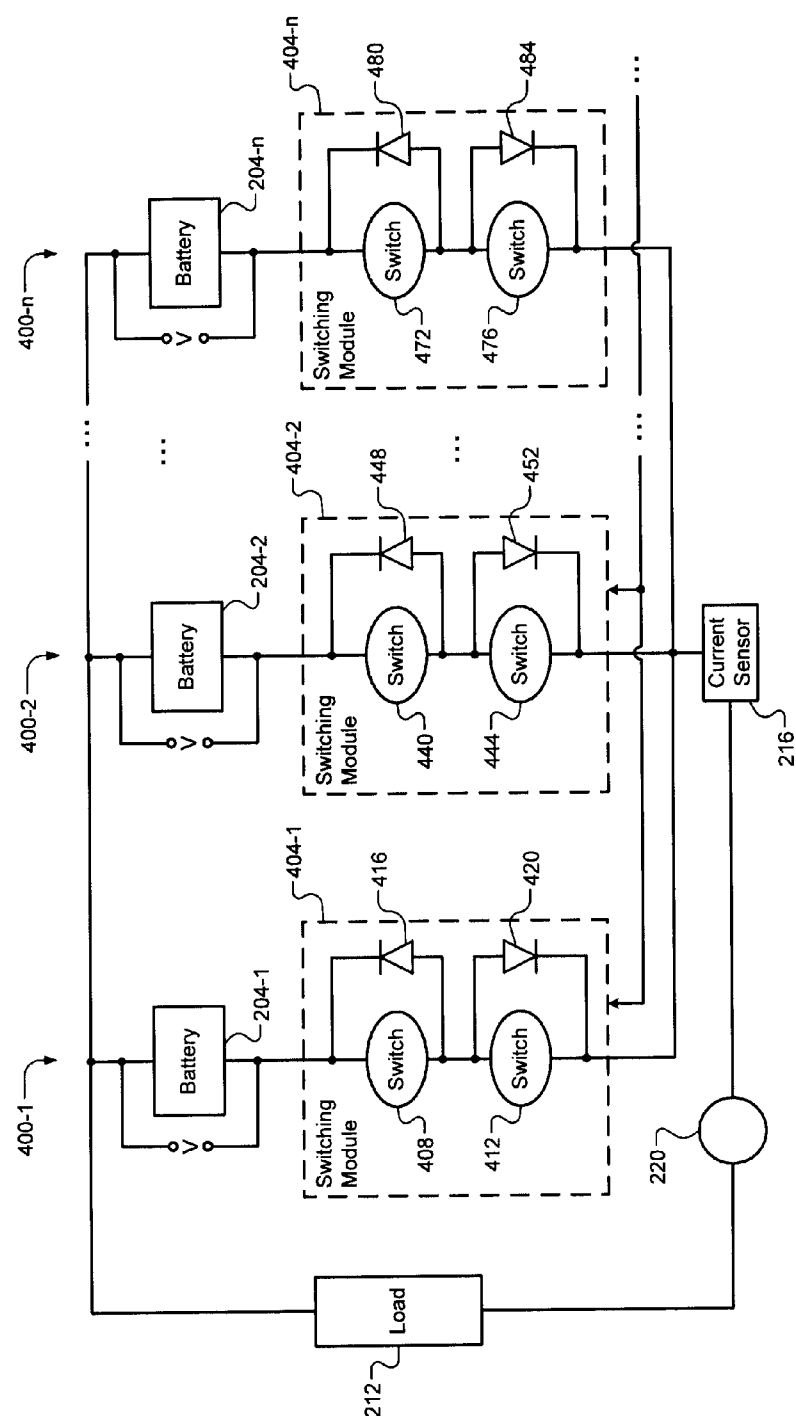 400-1
400-2
400-n
Battery
204-1
V
Battery
204-2
V
...
...
Battery
204-n
V
404-1
Switching
Module
408
Switch
416
412
Switch
420
404-2
Switching
Module
440
Switch
448
444
Switch
452
...
404-n
Switching
Module
472
Switch
480
476
Switch
484
...
...
Load
212
220
Current
Sensor
216